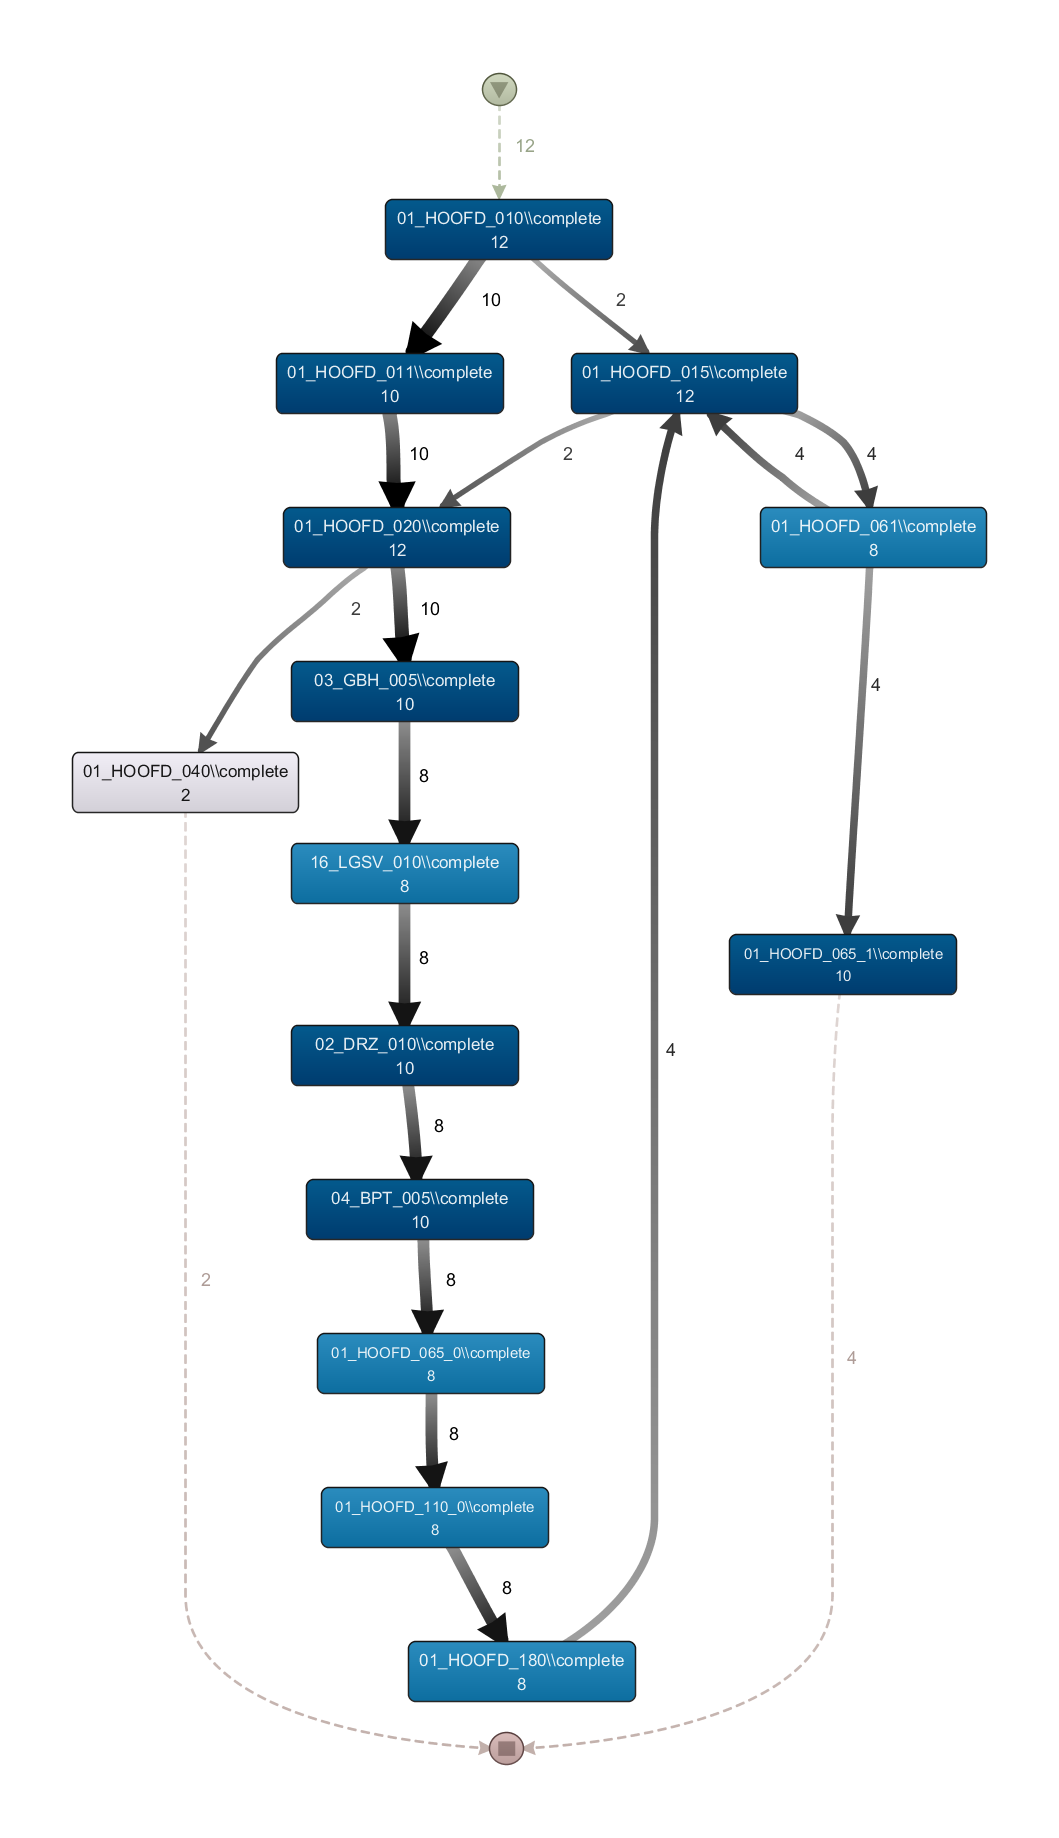 12
01_HOOFD_010\\complete
12
10
2
01_HOOFD_011\\complete
10
01_HOOFD_015\\complete
12
10
2
4
4
01_HOOFD_020\\complete
12
01_HOOFD_061\\complete
8
2
10
03_GBH_005\\complete
10
4
01_HOOFD_040\\complete
2
8
16_LGSV_010\\complete
8
8
01_HOOFD_065_1\\complete
10
02_DRZ_010\\complete
10
4
8
04_BPT_005\\complete
10
2
8
01_HOOFD_065_0\\complete
8
4
8
01_HOOFD_110_0\\complete
8
8
01_HOOFD_180\\complete
8